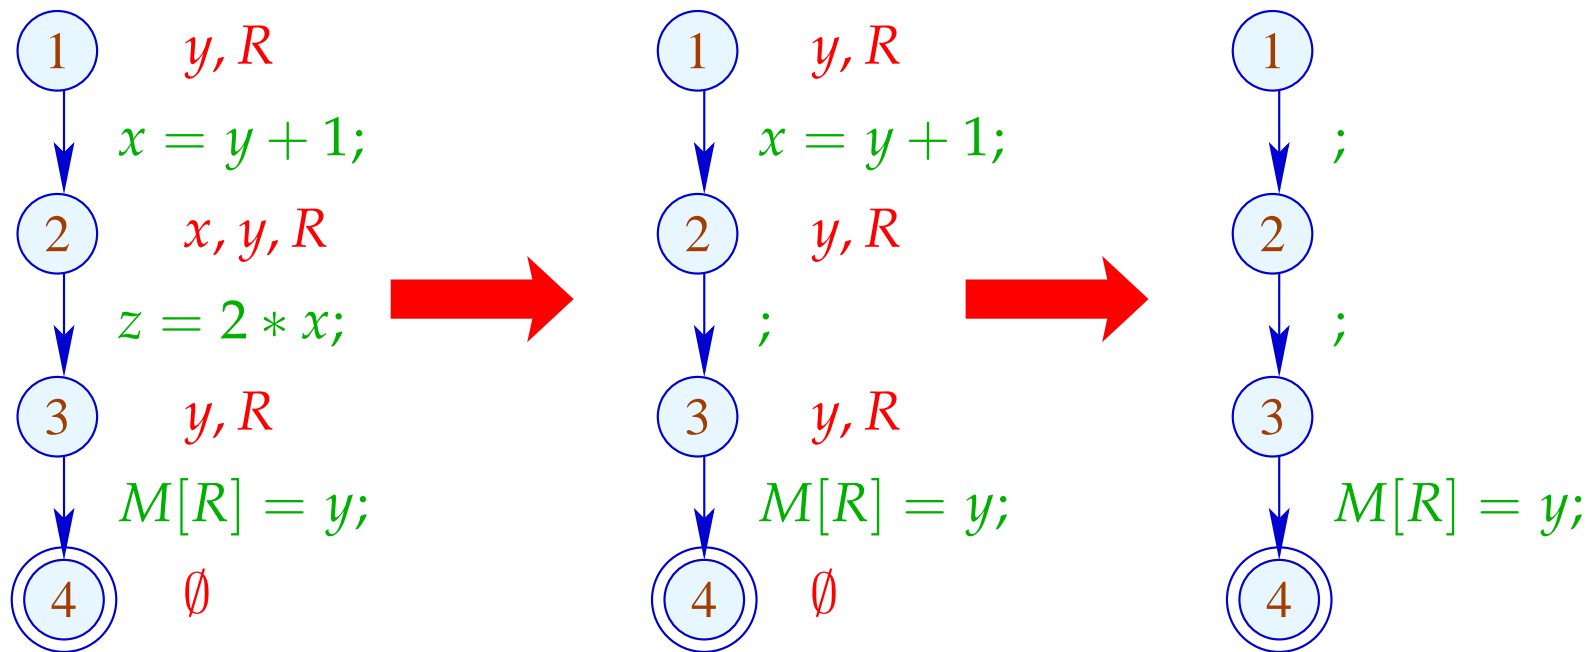 1 y, R 1 y, R 1
x = y + 1; x = y + 1; ;
2 x, y, R 2 y, R 2
z = 2 ∗ x; ; ;
3 y, R 3 y, R 3
M[R] = y; M[R] = y; M[R] = y;
4 ∅ 4 ∅ 4